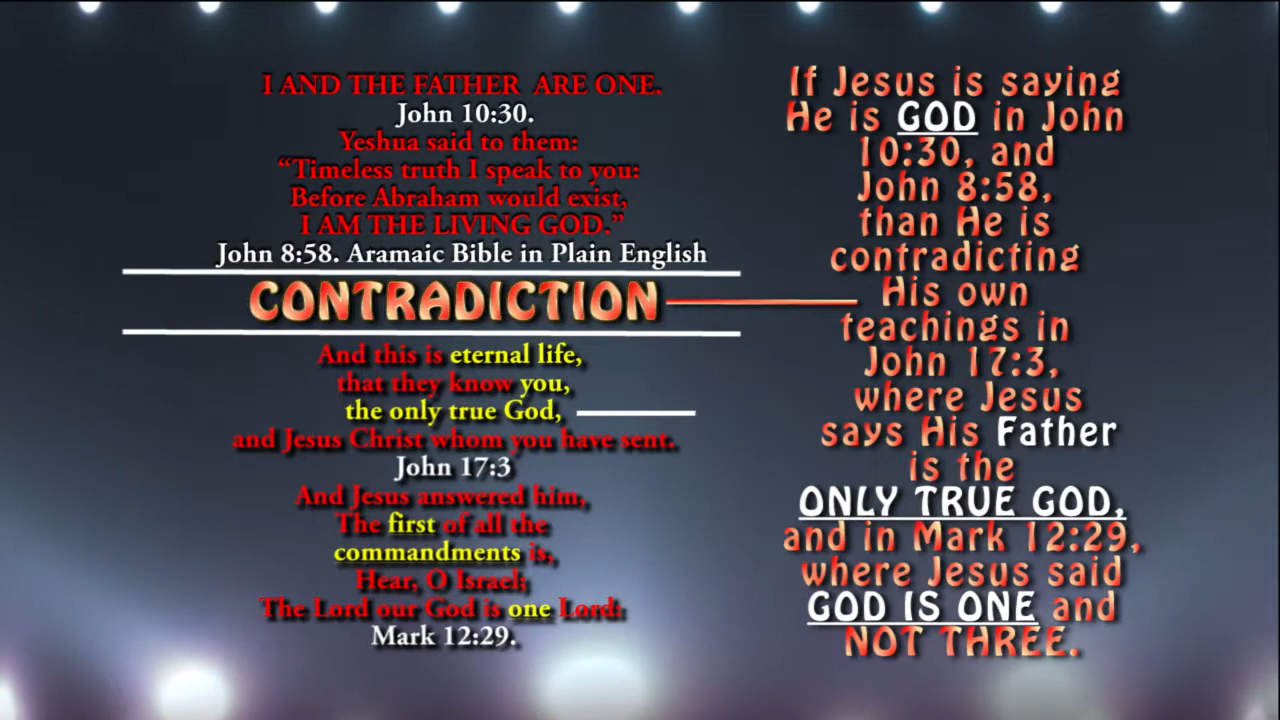 I AND THE FATHER ARE ONE.
John 10:30.
Yeshua said to them:
“Timeless truth I speak to you:
Before Abraham would exist,
I AM THE LIVING GOD.”
John 8:58. Aramaic Bible in Plain English
CONTRADICTION
And this is eternal life,
that they know you,
the only true God,
and Jesus Christ whom you have sent.
John 17:3
And Jesus answered him,
The first of all the
commandments is,
Hear, O Israel;
The Lord our God is one Lord:
Mark 12:29.
If Jesus is saying
He is GOD in John
10:30, and
John 8:58,
than He is
contradicting
His own
teachings in
John 17:3,
where Jesus
says His Father
is the
ONLY TRUE GOD,
and in Mark 12:29,
where Jesus said
GOD IS ONE and
NOT THREE.